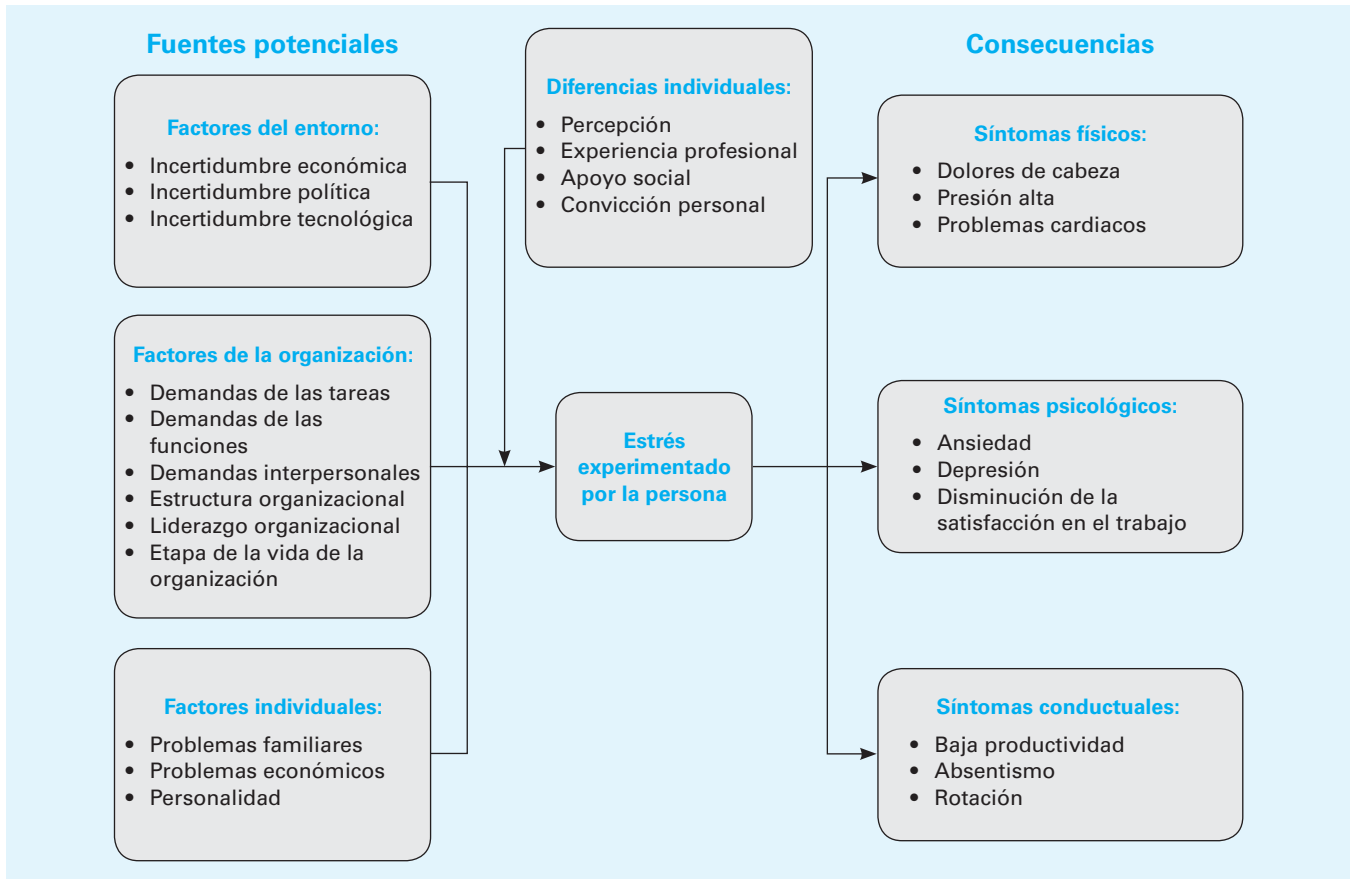 Fuentes potenciales
Factores del entorno:
• Incertidumbre económica
• Incertidumbre política
• Incertidumbre tecnológica
Factores de la organización:
• Demandas de las tareas
• Demandas de las
funciones
• Demandas interpersonales
• Estructura organizacional
• Liderazgo organizacional
• Etapa de la vida de la
organización
Factores individuales:
• Problemas familiares
• Problemas económicos
• Personalidad
Diferencias individuales:
• Percepción
• Experiencia profesional
• Apoyo social
• Convicción personal
Estrés
experimentado
por la persona
Consecuencias
Síntomas físicos:
• Dolores de cabeza
• Presión alta
• Problemas cardiacos
Síntomas psicológicos:
• Ansiedad
• Depresión
• Disminución de la
satisfacción en el trabajo
Síntomas conductuales:
• Baja productividad
• Absentismo
• Rotación